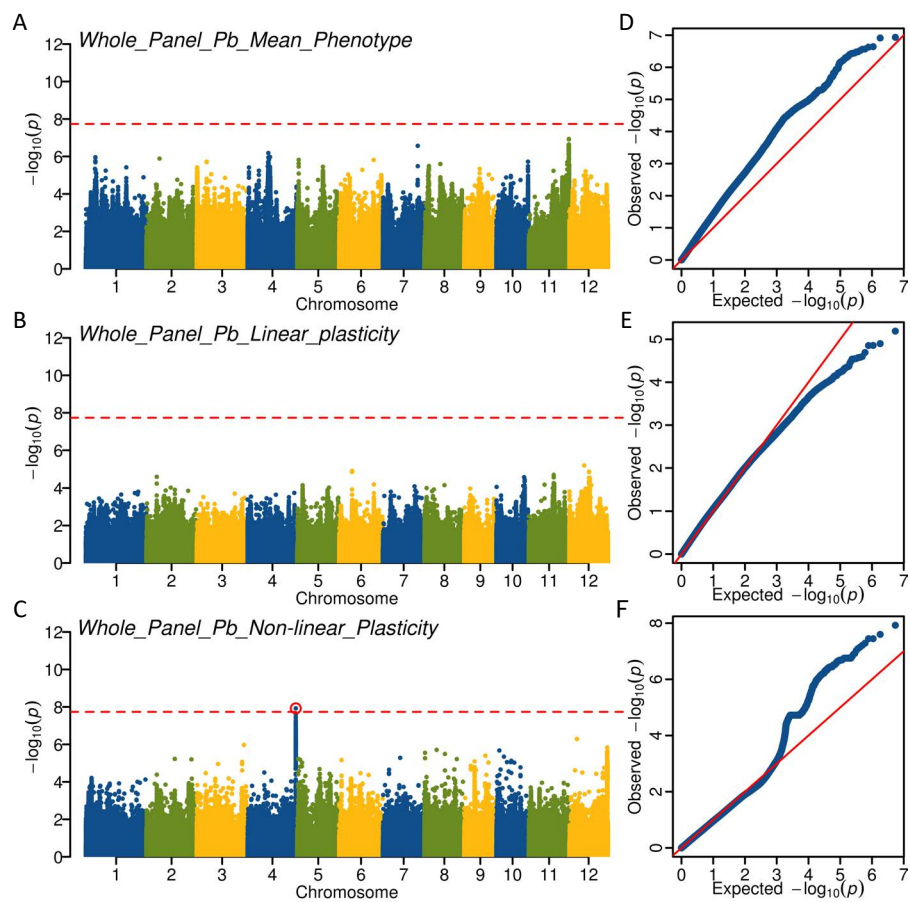 A
Whole_Panel_Pb_Mean_Phenotype
12
10
8
6
4
2
0
−log10(p)
1 2 3 4 5 6 7 8 9 10 11 12
Chromosome
D
7
6
5
4
3
2
1
0
Observed −log10(p)
0 1 2 3 4 5 6 7
Expected −log10(p)
B
Whole_Panel_Pb_Linear_plasticity
12
10
8
6
4
2
0
−log10(p)
1 2 3 4 5 6 7 8 9 10 11 12
Chromosome
E
5
4
3
2
1
0
Observed −log10(p)
0 1 2 3 4 5 6 7
Expected −log10(p)
C
Whole_Panel_Pb_Non-linear_Plasticity
12
10
8
6
4
2
0
−log10(p)
1 2 3 4 5 6 7 8 9 10 11 12
Chromosome
F
8
6
4
2
0
Observed −log10(p)
0 1 2 3 4 5 6 7
Expected −log10(p)